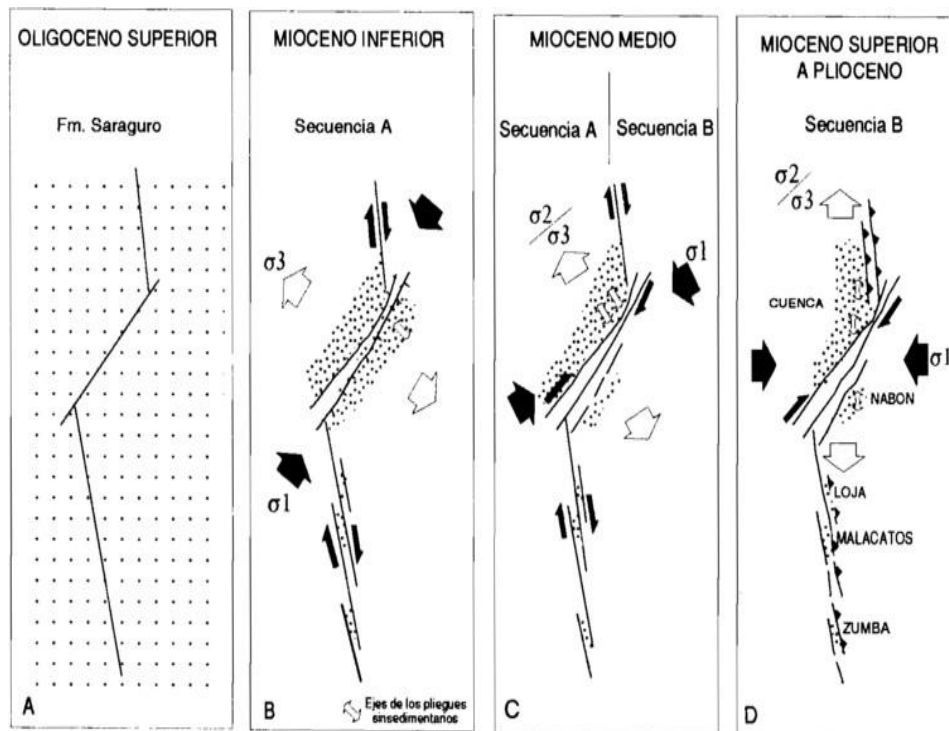 OLIGOCENO SUPERIOR
Fm. Saraguro
A
MIOCENO INFERIOR
Secuencia A
σ3
σ1
Ejes de los pliegues
sinsedimentanos
B
MIOCENO MEDIO
Secuencia A
Secuencia B
σ2/σ3
σ1
C
MIOCENO SUPERIOR
A PLIOCENO
Secuencia B
σ2/σ3
CUENCA
σ1
NABON
LOJA
MALACATOS
ZUMBA
D